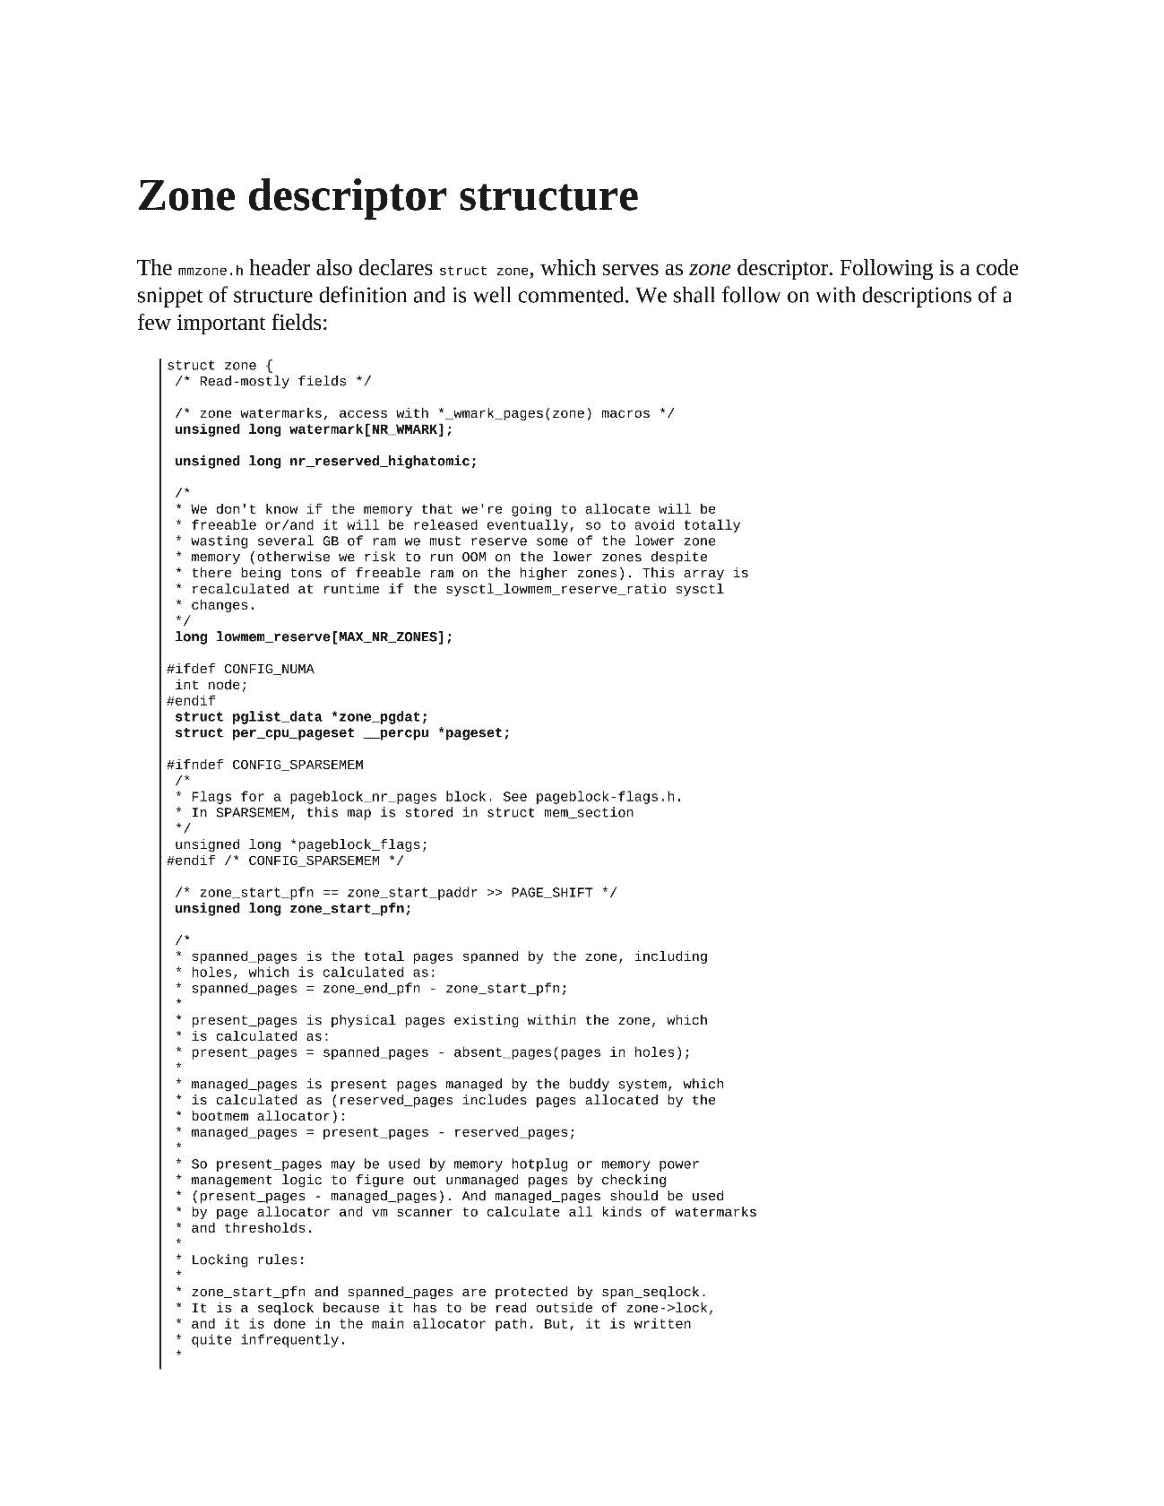 Zone descriptor structure
The mmzone.h header also declares struct zone, which serves as zone descriptor. Following is a code
snippet of structure definition and is well commented. We shall follow on with descriptions of a
few important fields:
struct zone {
/* Read-mostly fields */
/* zone watermarks, access with *_wmark_pages(zone) macros */
unsigned long watermark[NR_WMARK];
unsigned long nr_reserved_highatomic;
/*
* We don't know if the memory that we're going to allocate will be
* freeable or/and it will be released eventually, so to avoid totally
* wasting several GB of ram we must reserve some of the lower zone
* memory (otherwise we risk to run OOM on the lower zones despite
* there being tons of freeable ram on the higher zones). This array is
* recalculated at runtime if the sysctl_lowmem_reserve_ratio sysctl
* changes.
*/
long lowmem_reserve[MAX_NR_ZONES];
#ifdef CONFIG_NUMA
int node;
#endif
struct pglist_data *zone_pgdat;
struct per_cpu_pageset __percpu *pageset;
#ifndef CONFIG_SPARSEMEM
/*
* Flags for a pageblock_nr_pages block. See pageblock-flags.h.
* In SPARSEMEM, this map is stored in struct mem_section
*/
unsigned long *pageblock_flags;
#endif /* CONFIG_SPARSEMEM */
/* zone_start_pfn == zone_start_paddr >> PAGE_SHIFT */
unsigned long zone_start_pfn;
/*
* spanned_pages is the total pages spanned by the zone, including
* holes, which is calculated as:
* spanned_pages = zone_end_pfn - zone_start_pfn;
*
* present_pages is physical pages existing within the zone, which
* is calculated as:
* present_pages = spanned_pages - absent_pages(pages in holes);
*
* managed_pages is present pages managed by the buddy system, which
* is calculated as (reserved_pages includes pages allocated by the
* bootmem allocator):
* managed_pages = present_pages - reserved_pages;
*
* So present_pages may be used by memory hotplug or memory power
* management logic to figure out unmanaged pages by checking
* (present_pages - managed_pages). And managed_pages should be used
* by page allocator and vm scanner to calculate all kinds of watermarks
* and thresholds.
*
* Locking rules:
*
* zone_start_pfn and spanned_pages are protected by span_seqlock.
* It is a seqlock because it has to be read outside of zone->lock,
* and it is done in the main allocator path. But, it is written
* quite infrequently.
*